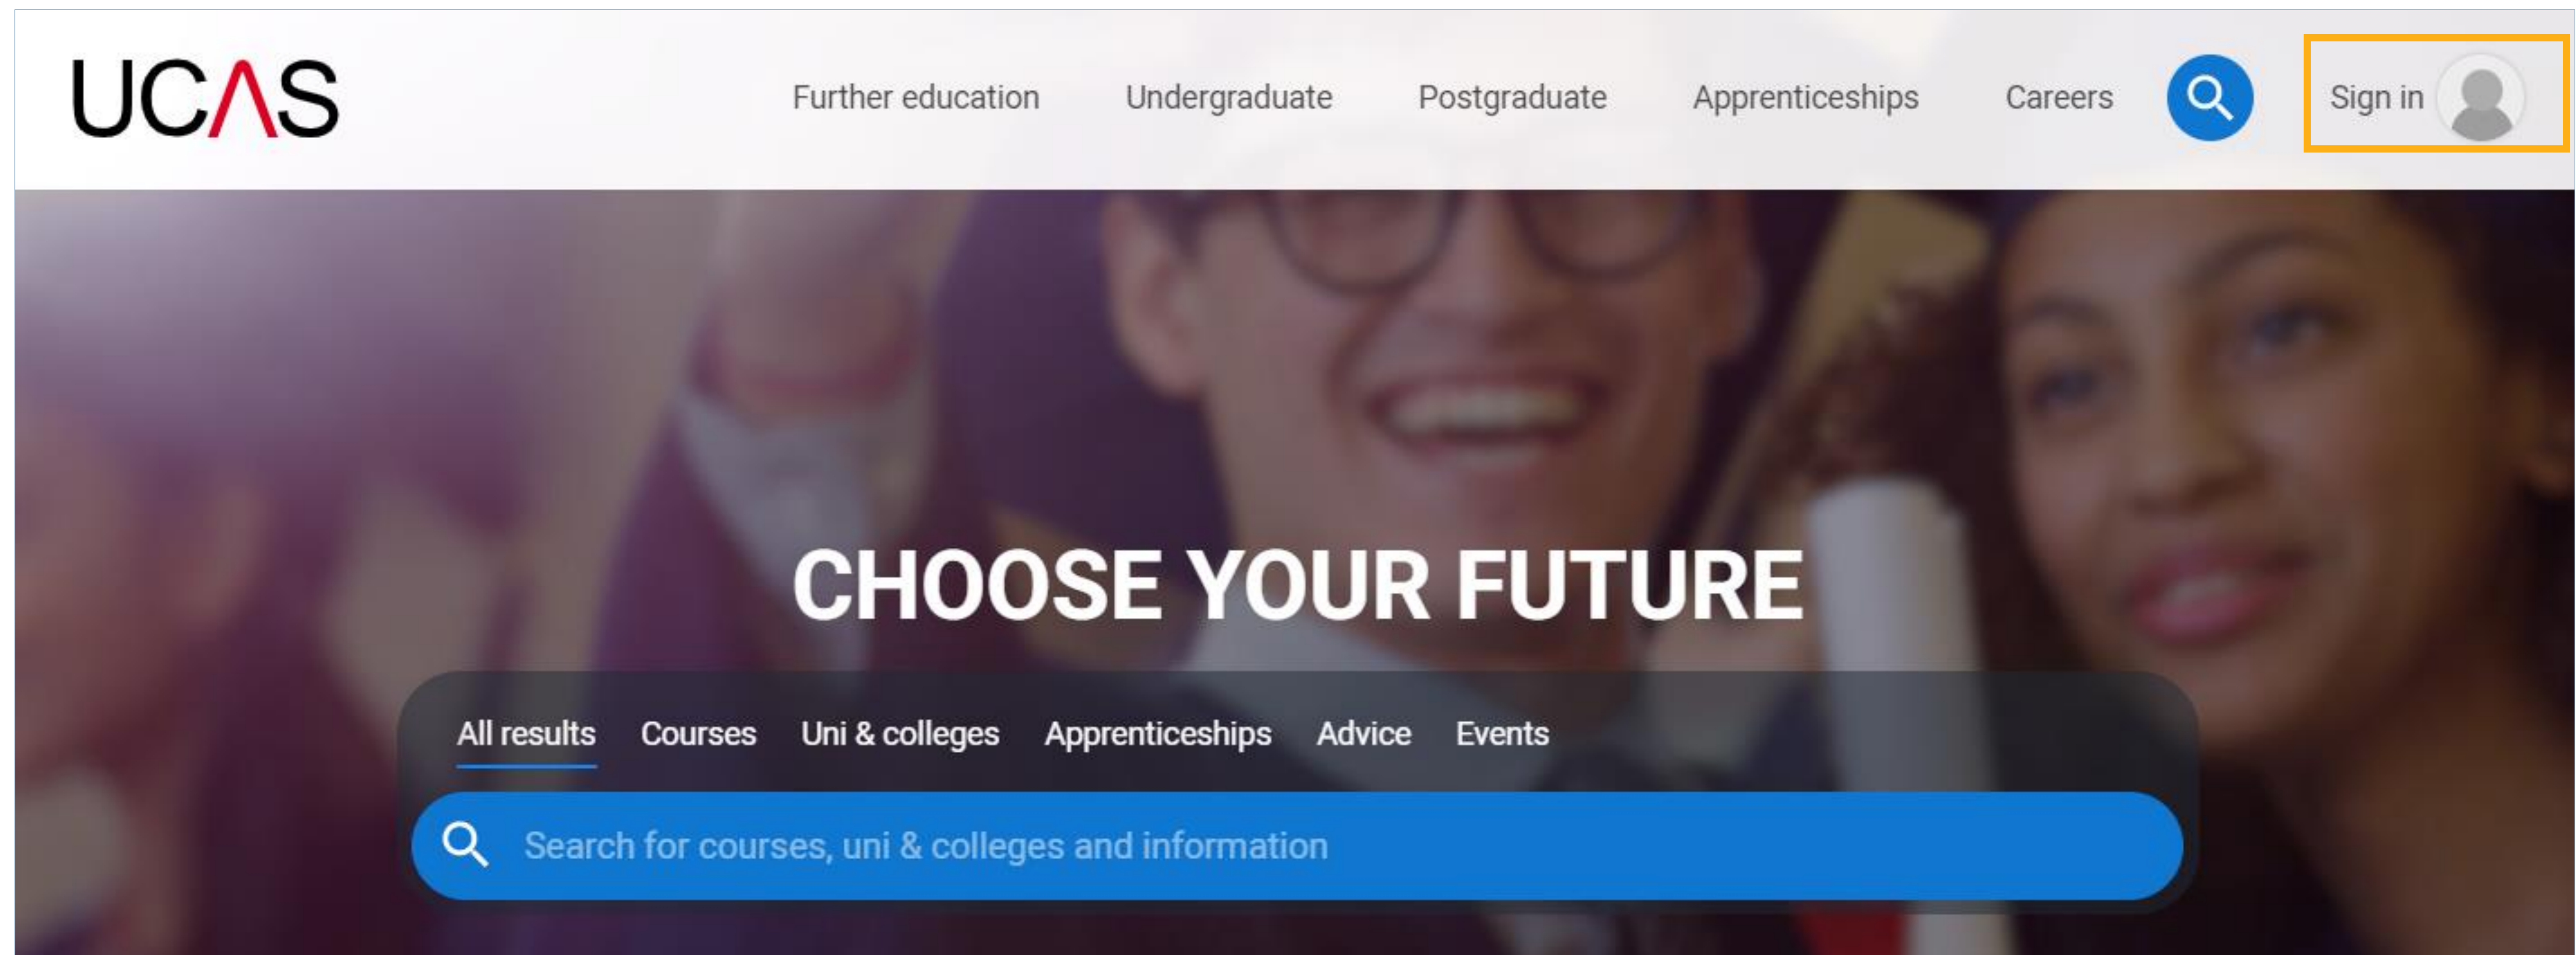 UCAS
Further education Undergraduate Postgraduate Apprenticeships Careers Sign in
CHOOSE YOUR FUTURE
All results Courses Uni & colleges Apprenticeships Advice Events
Search for courses, uni & colleges and information